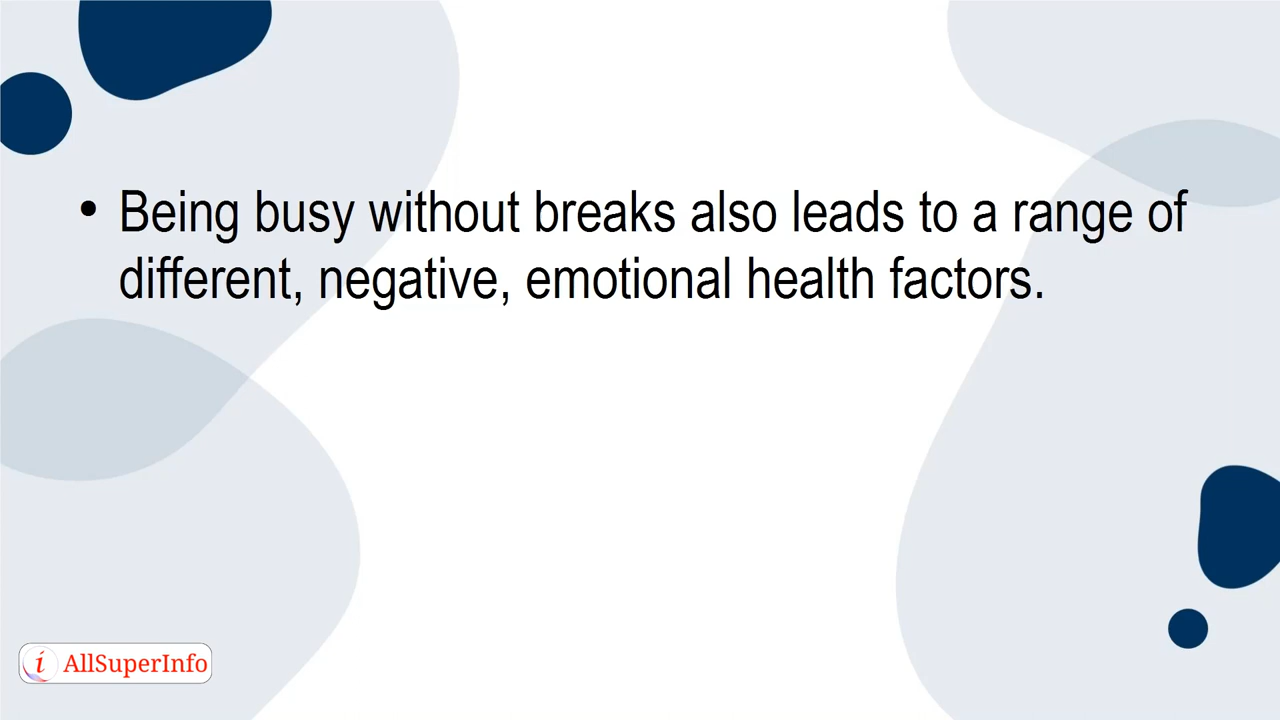 • Being busy without breaks also leads to a range of
different, negative, emotional health factors.
i AllSuperInfo